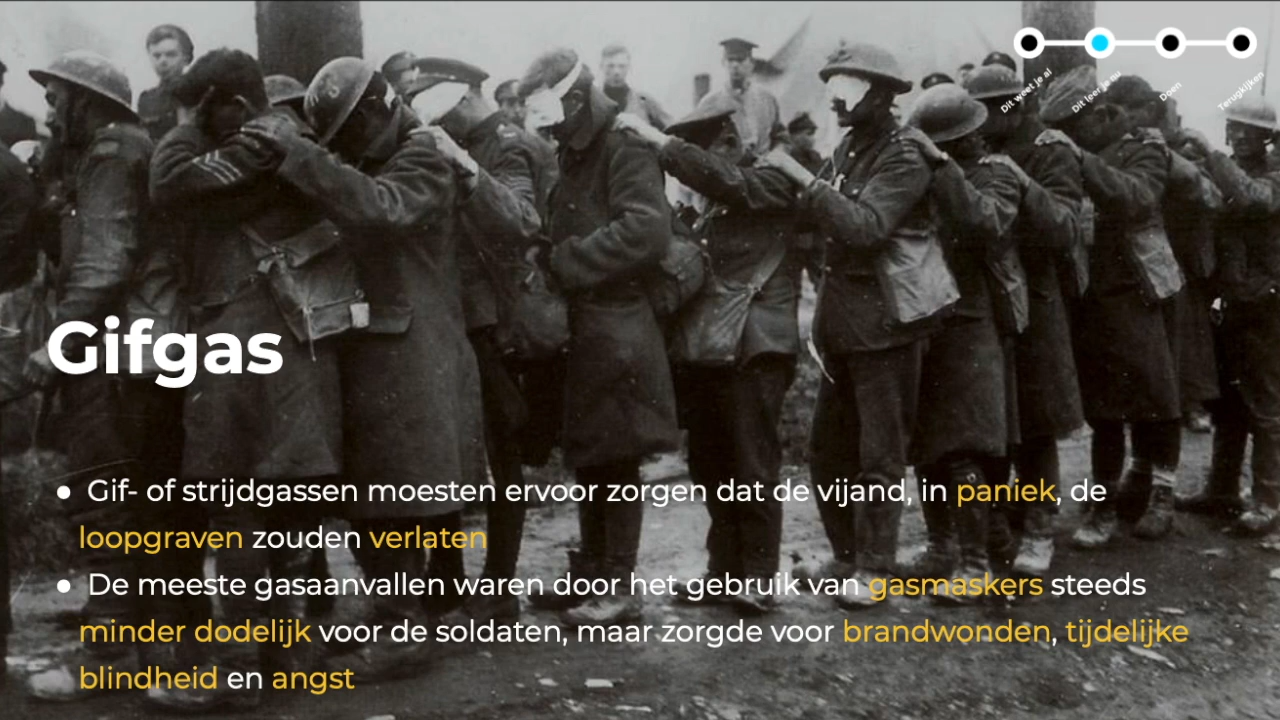 Dit weet je al
Dit leer je nu
Doen
Terugkijken
Gifgas
● Gif- of strijdgassen moesten ervoor zorgen dat de vijand, in paniek, de
loopgraven zouden verlaten
● De meeste gasaanvallen waren door het gebruik van gasmaskers steeds
minder dodelijk voor de soldaten, maar zorgde voor brandwonden, tijdelijke
blindheid en angst